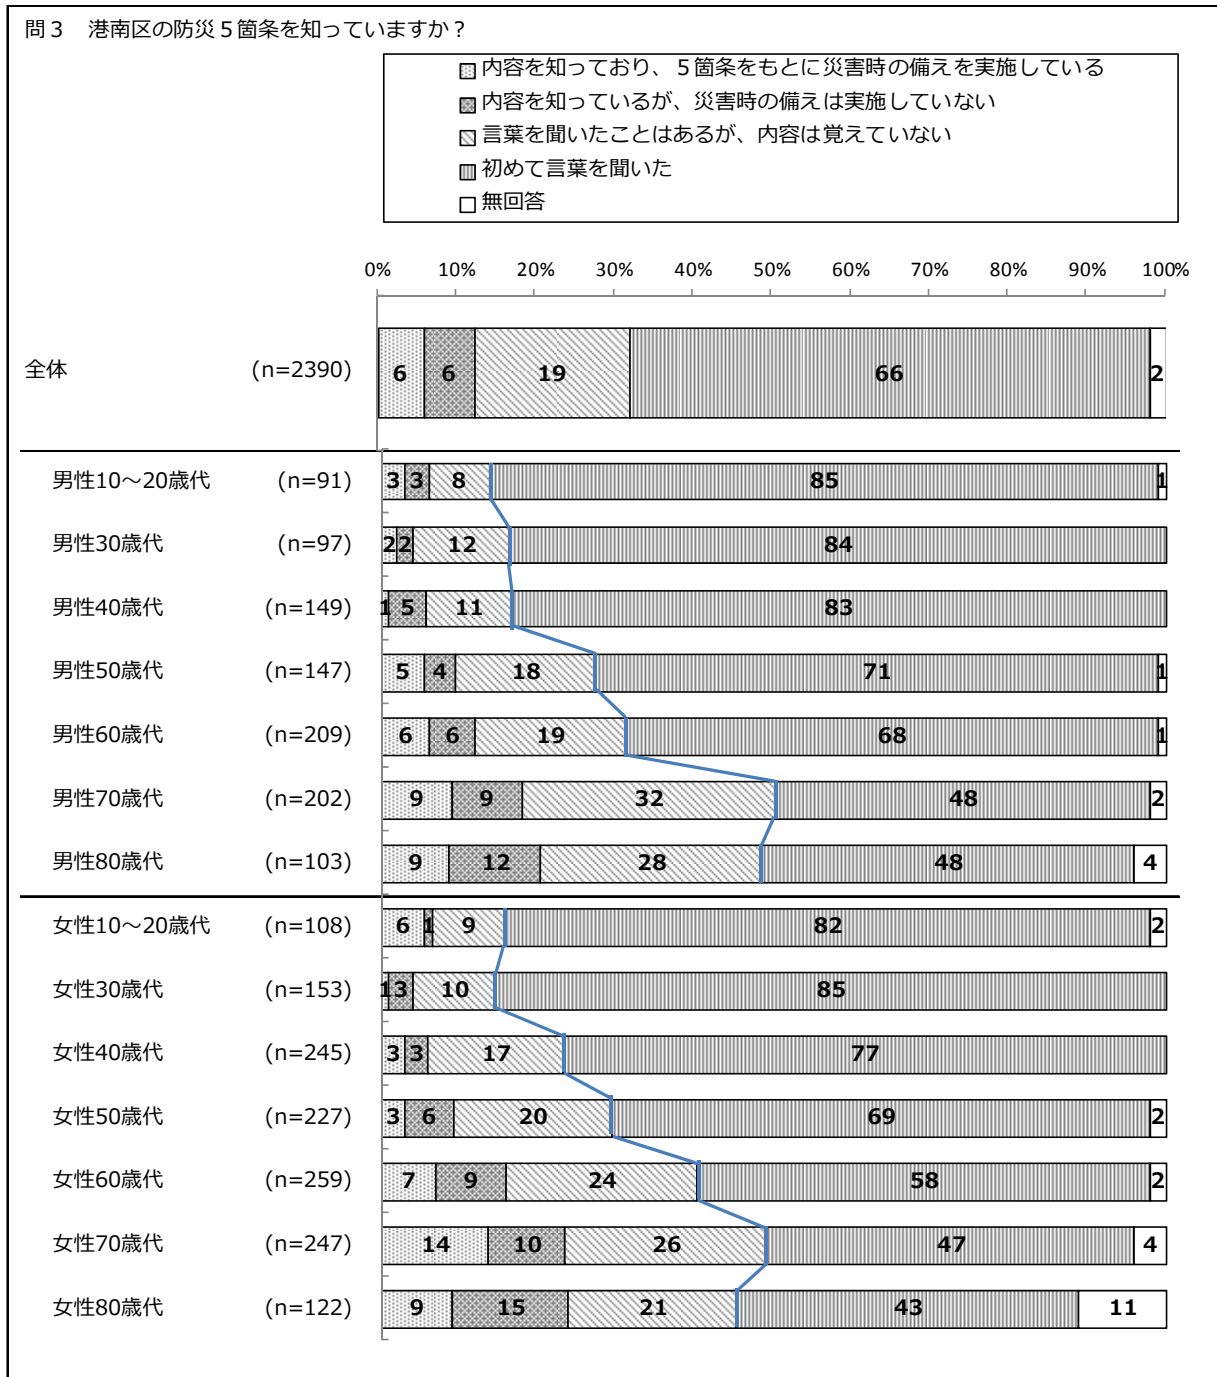 問3 港南区の防災5箇条を知っていますか？
内容を知っており、5箇条をもとに災害時の備えを実施している
内容を知っているが、災害時の備えは実施していない
言葉を聞いたことはあるが、内容は覚えていない
初めて言葉を聞いた
無回答
0% 10% 20% 30% 40% 50% 60% 70% 80% 90% 100%
全体 (n=2390) 6 6 19 66 2
男性10～20歳代 (n=91) 3 3 8 85 1
男性30歳代 (n=97) 2 2 12 84
男性40歳代 (n=149) 1 5 11 83
男性50歳代 (n=147) 5 4 18 71 1
男性60歳代 (n=209) 6 6 19 68 1
男性70歳代 (n=202) 9 9 32 48 2
男性80歳代 (n=103) 9 12 28 48 4
女性10～20歳代 (n=108) 6 1 9 82 2
女性30歳代 (n=153) 1 3 10 85
女性40歳代 (n=245) 3 3 17 77
女性50歳代 (n=227) 3 6 20 69 2
女性60歳代 (n=259) 7 9 24 58 2
女性70歳代 (n=247) 14 10 26 47 4
女性80歳代 (n=122) 9 15 21 43 11